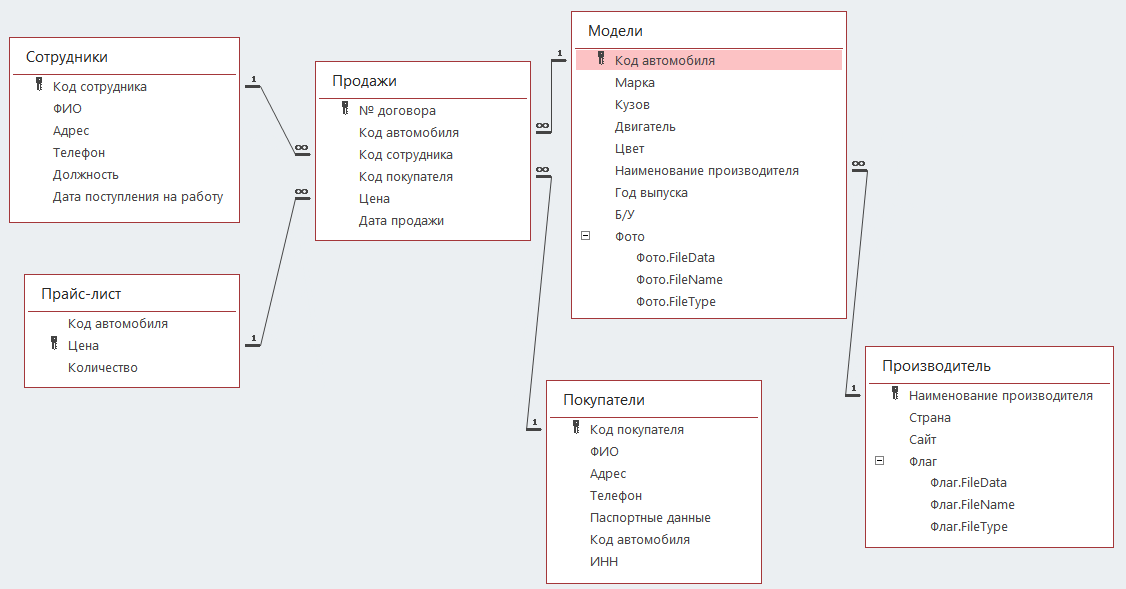 Сотрудники
Код сотрудника
ФИО
Адрес
Телефон
Должность
Дата поступления на работу
1
∞
Прайс-лист
Код автомобиля
Цена
Количество
1
∞
Продажи
№ договора
Код автомобиля
Код сотрудника
Код покупателя
Цена
Дата продажи
1
∞
∞
Модели
Код автомобиля
Марка
Кузов
Двигатель
Цвет
Наименование производителя
Год выпуска
Б/У
Фото
Фото.FileData
Фото.FileName
Фото.FileType
∞
1
Покупатели
Код покупателя
ФИО
Адрес
Телефон
Паспортные данные
Код автомобиля
ИНН
1
Производитель
Наименование производителя
Страна
Сайт
Флаг
Флаг.FileData
Флаг.FileName
Флаг.FileType